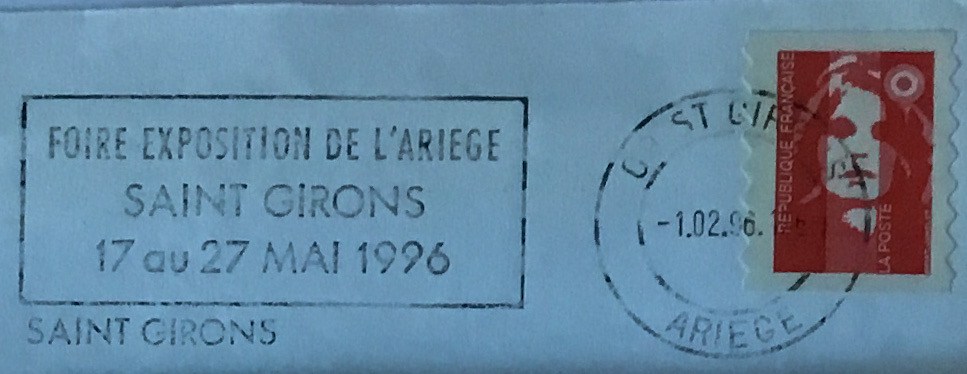 FOIRE EXPOSITION DE L'ARIEGE
SAINT GIRONS
17 au 27 MAI 1996
SAINT GIRONS
ST
-1.02.96.
ARIEGE
RÉPUBLIQUE FRANÇAISE
LA POSTE